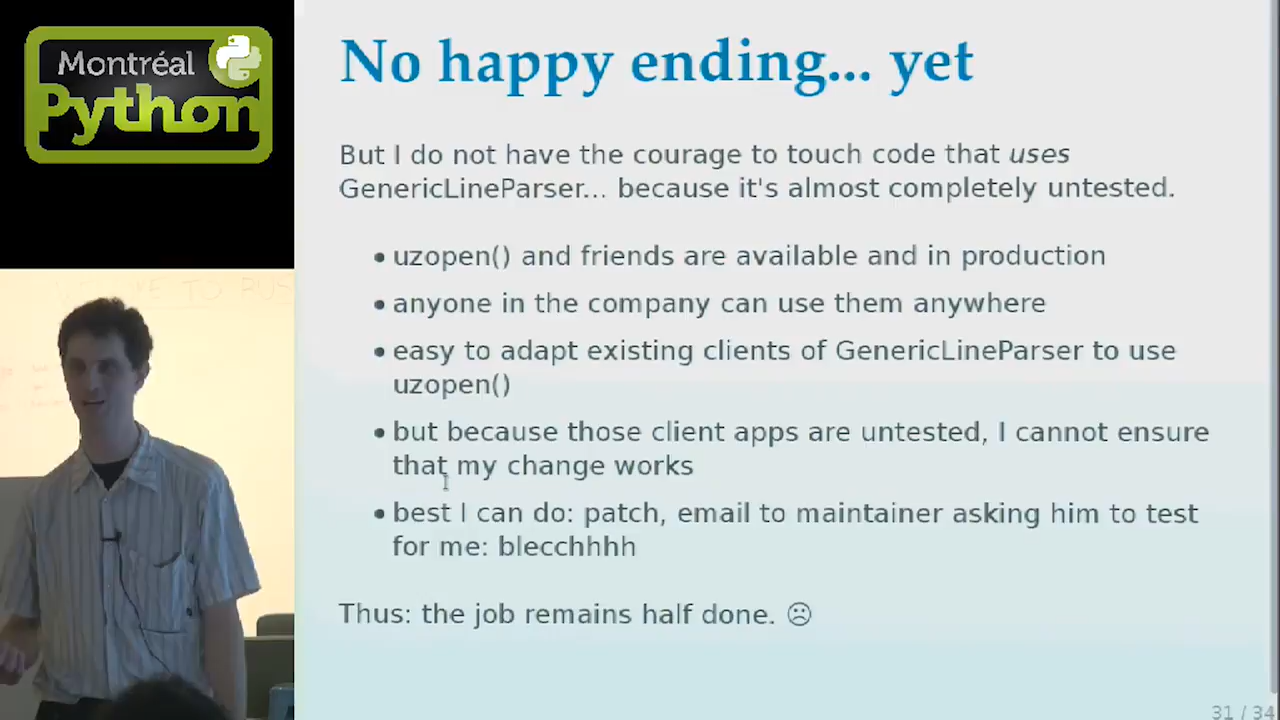 Montréal
Python
No happy ending... yet
But I do not have the courage to touch code that uses
GenericLineParser... because it's almost completely untested.
• uzopen() and friends are available and in production
• anyone in the company can use them anywhere
• easy to adapt existing clients of GenericLineParser to use
uzopen()
• but because those client apps are untested, I cannot ensure
that my change works
• best I can do: patch, email to maintainer asking him to test
for me: blecchhhh
Thus: the job remains half done. ☹
31 / 34